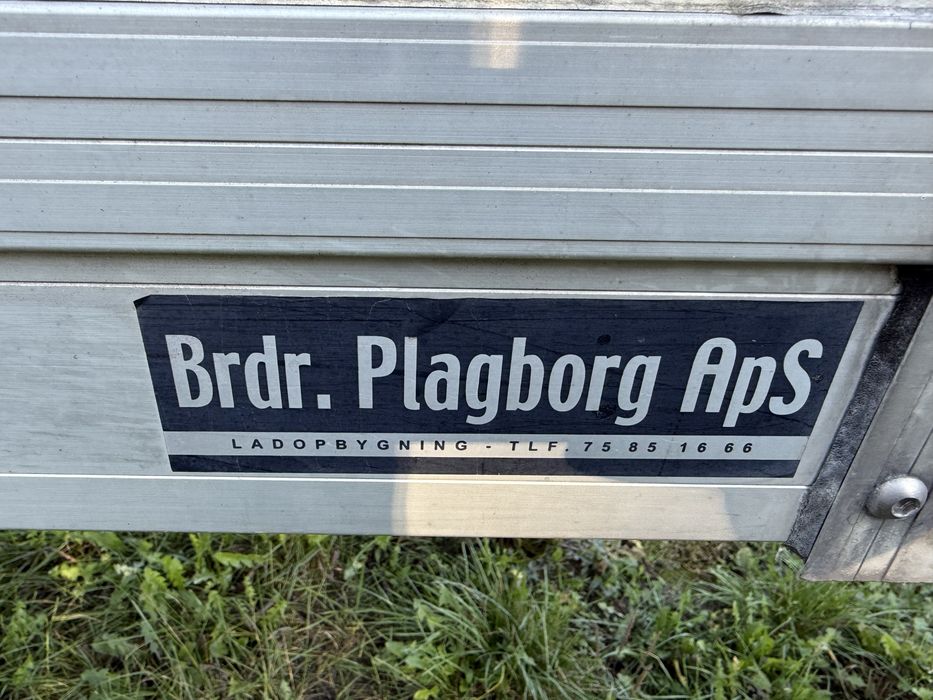 Brdr. Plagborg ApS
LADOPBYGNING - TLF. 75 85 16 66